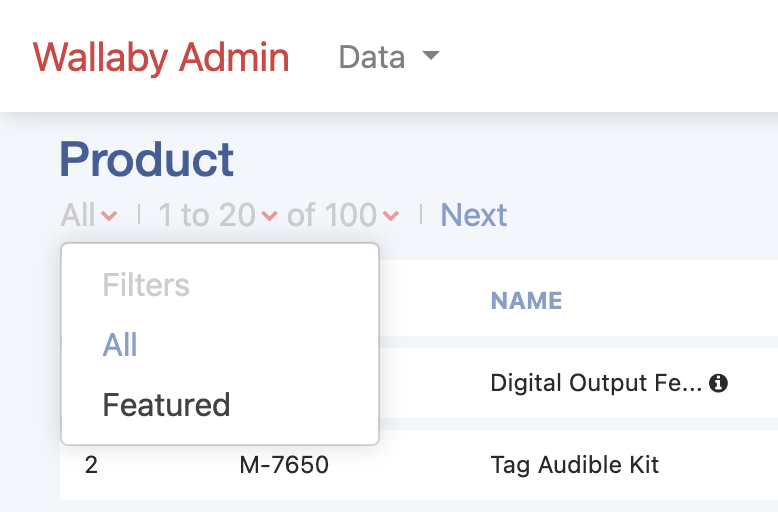 Wallaby Admin Data
Product
All | 1 to 20 of 100 | Next
Filters
All
Featured
NAME
Digital Output Fe...
2 M-7650 Tag Audible Kit